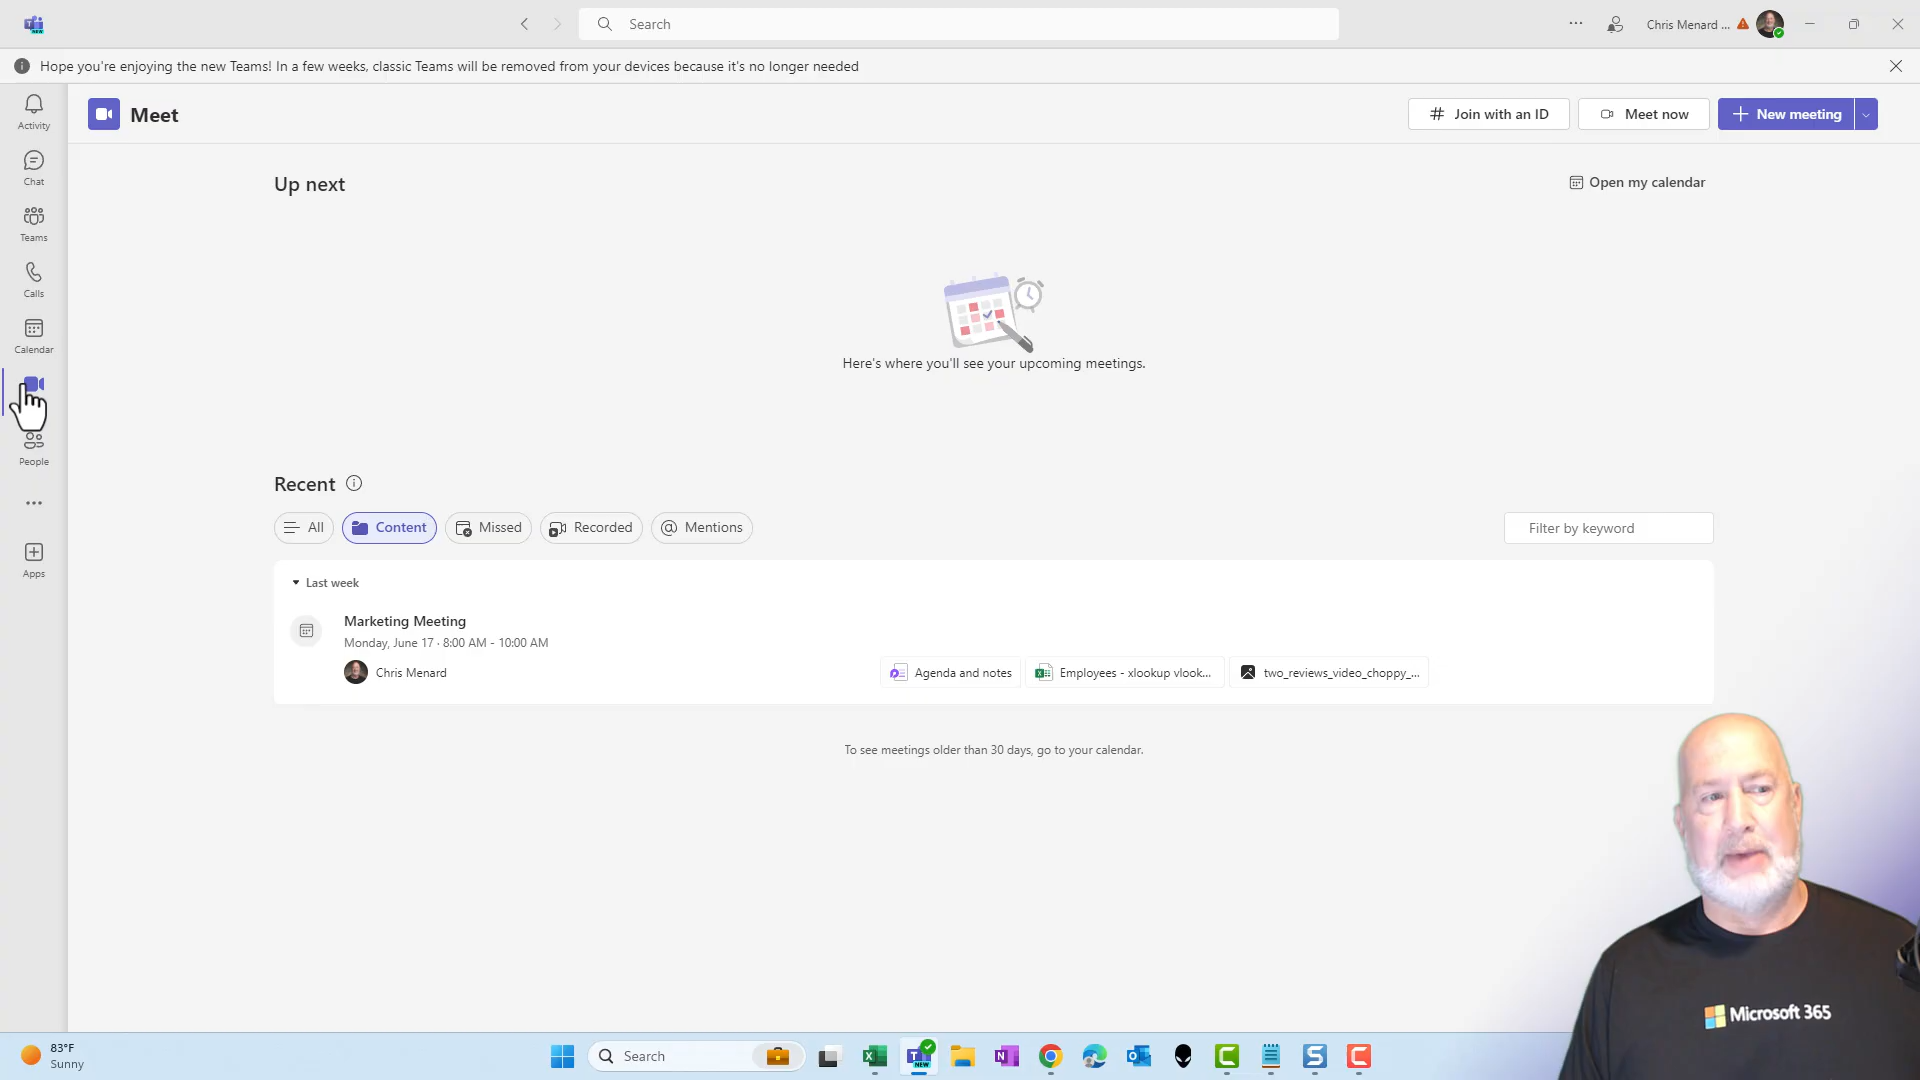 Search
Chris Menard ...
Hope you're enjoying the new Teams! In a few weeks, classic Teams will be removed from your devices because it's no longer needed
Activity
Chat
Teams
Calls
Calendar
People
Apps
Meet
# Join with an ID
Meet now
New meeting
Up next
Open my calendar
Here's where you'll see your upcoming meetings.
Recent
All
Content
Missed
Recorded
@ Mentions
Filter by keyword
Last week
Marketing Meeting
Monday, June 17 · 8:00 AM - 10:00 AM
Chris Menard
Agenda and notes
Employees - xlookup vlook...
two_reviews_video_choppy_...
To see meetings older than 30 days, go to your calendar.
Microsoft 365
83°F
Sunny
Search
NEW